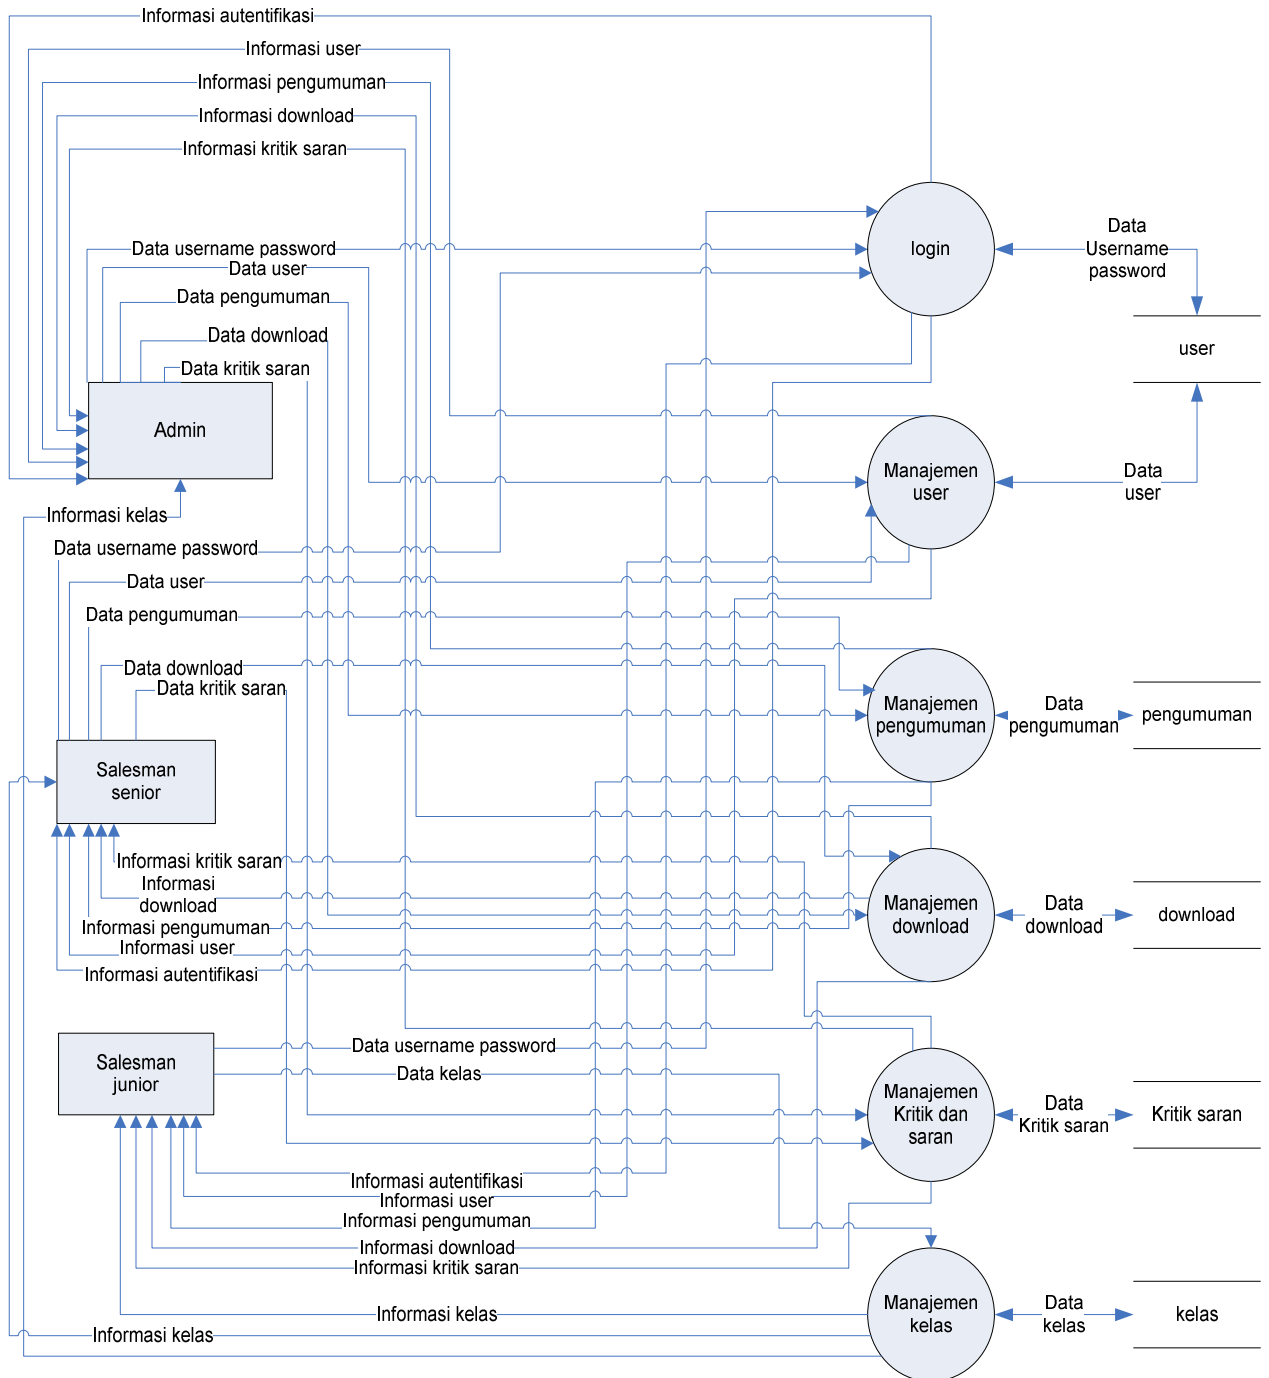 Informasi autentifikasi
Informasi user
Informasi pengumuman
Informasi download
Informasi kritik saran
Data username password
Data user
Data pengumuman
Data download
Data kritik saran
Admin
login
Data
Username
password
user
Manajemen
user
Data
user
Informasi kelas
Data username password
Data user
Data pengumuman
Data download
Data kritik saran
Manajemen
pengumuman
Data
pengumuman
pengumuman
Salesman
senior
Informasi kritik saran
Informasi
download
Informasi pengumuman
Informasi user
Informasi autentifikasi
Manajemen
download
Data
download
download
Salesman
junior
Data username password
Data kelas
Manajemen
Kritik dan
saran
Data
Kritik saran
Kritik saran
Informasi autentifikasi
Informasi user
Informasi pengumuman
Informasi download
Informasi kritik saran
Informasi kelas
Informasi kelas
Manajemen
kelas
Data
kelas
kelas